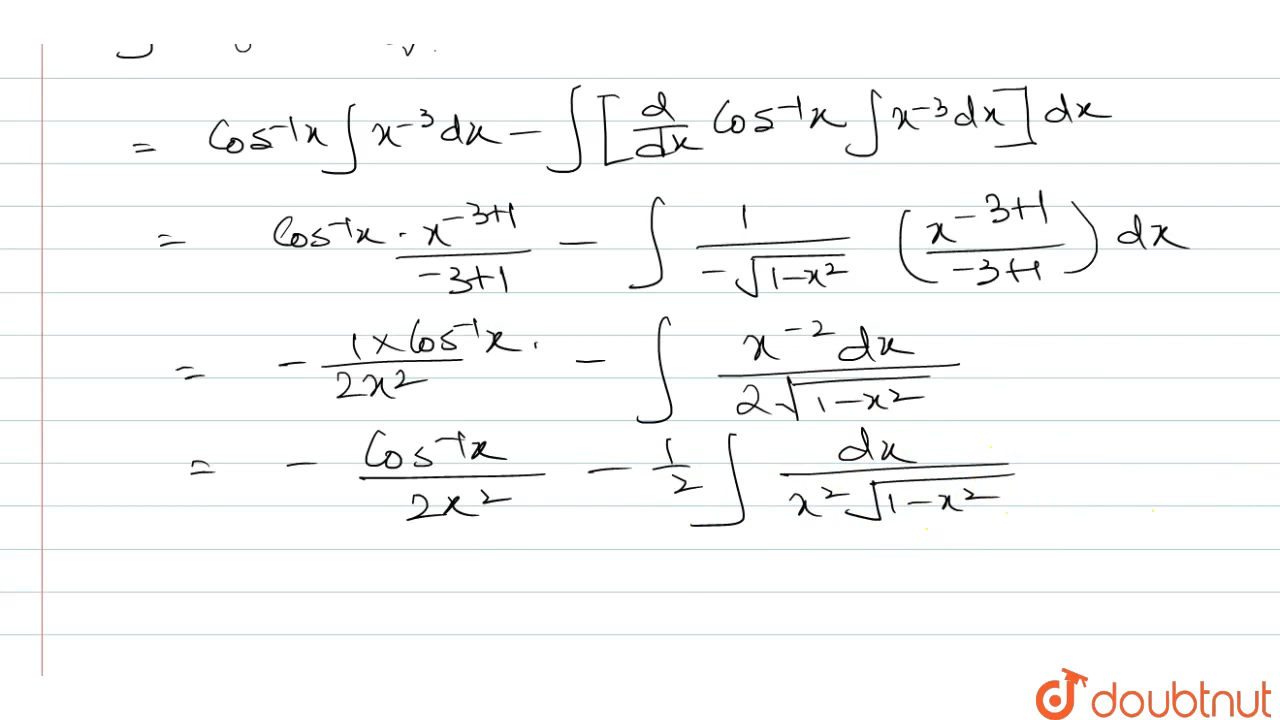 = Cos⁻¹x ∫ x⁻³ dx − ∫ [ d/dx Cos⁻¹x ∫ x⁻³ dx ] dx
= Cos⁻¹x · x⁻³⁺¹/(−3+1) − ∫ 1/(−√(1−x²)) (x⁻³⁺¹/(−3+1)) dx
= − (1 × Cos⁻¹x)/(2x²) · − ∫ x⁻² dx/(2√(1−x²))
= − Cos⁻¹x/(2x²) − 1/2 ∫ dx/(x²√(1−x²))
doubtnut